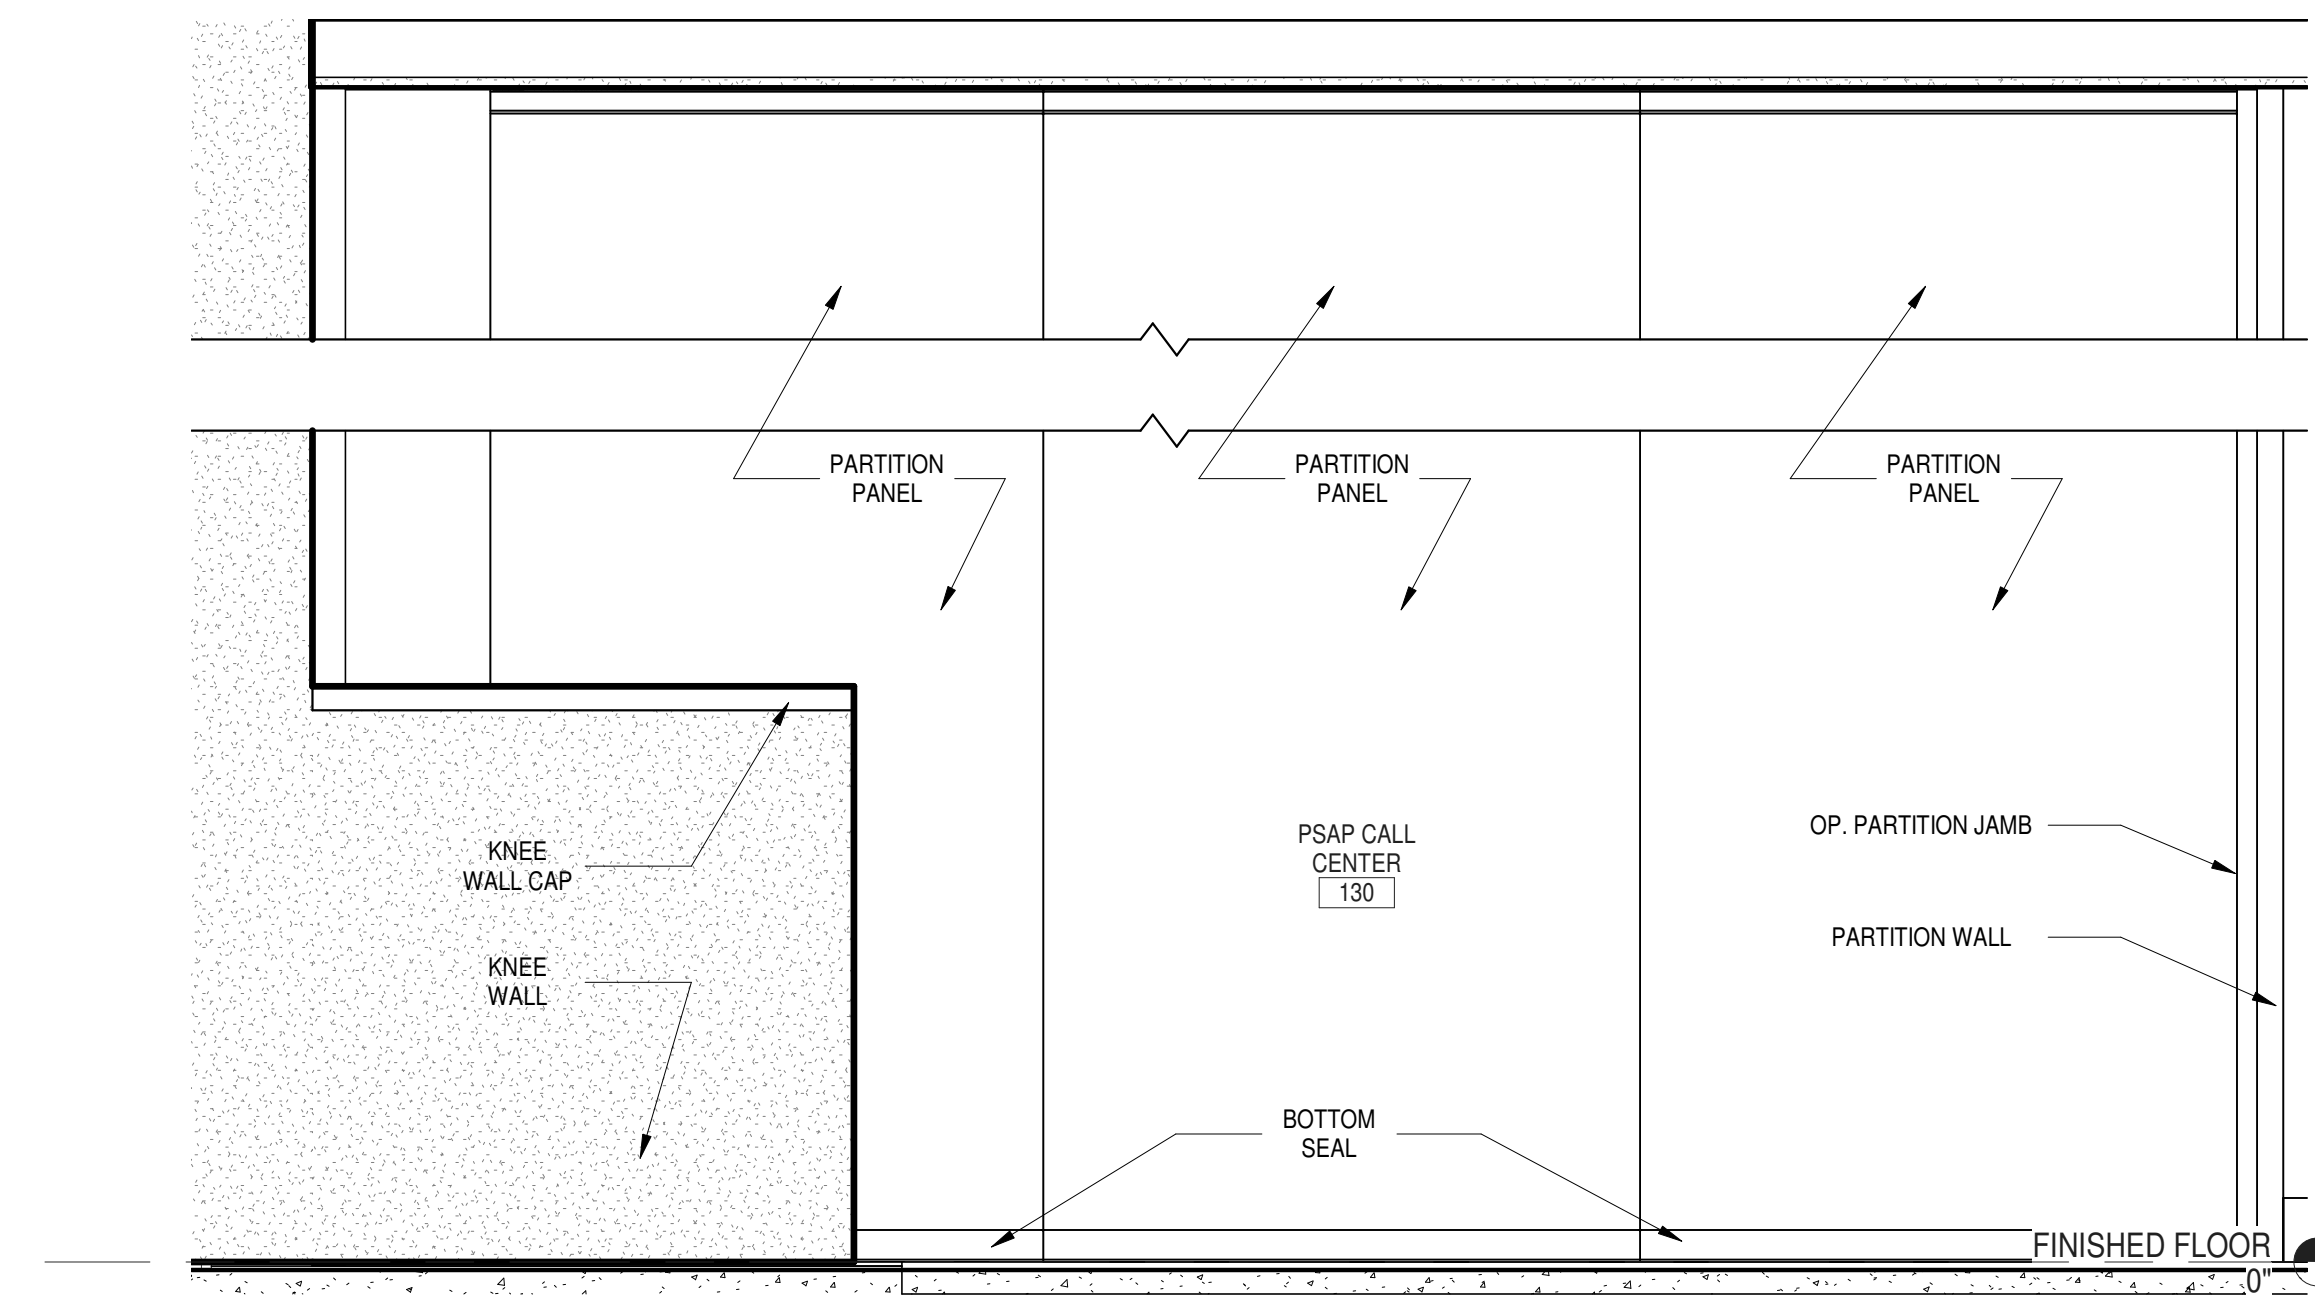 PARTITION
PANEL
PARTITION
PANEL
PARTITION
PANEL
KNEE
WALL CAP
PSAP CALL
CENTER
130
OP. PARTITION JAMB
PARTITION WALL
KNEE
WALL
BOTTOM
SEAL
FINISHED FLOOR
0"